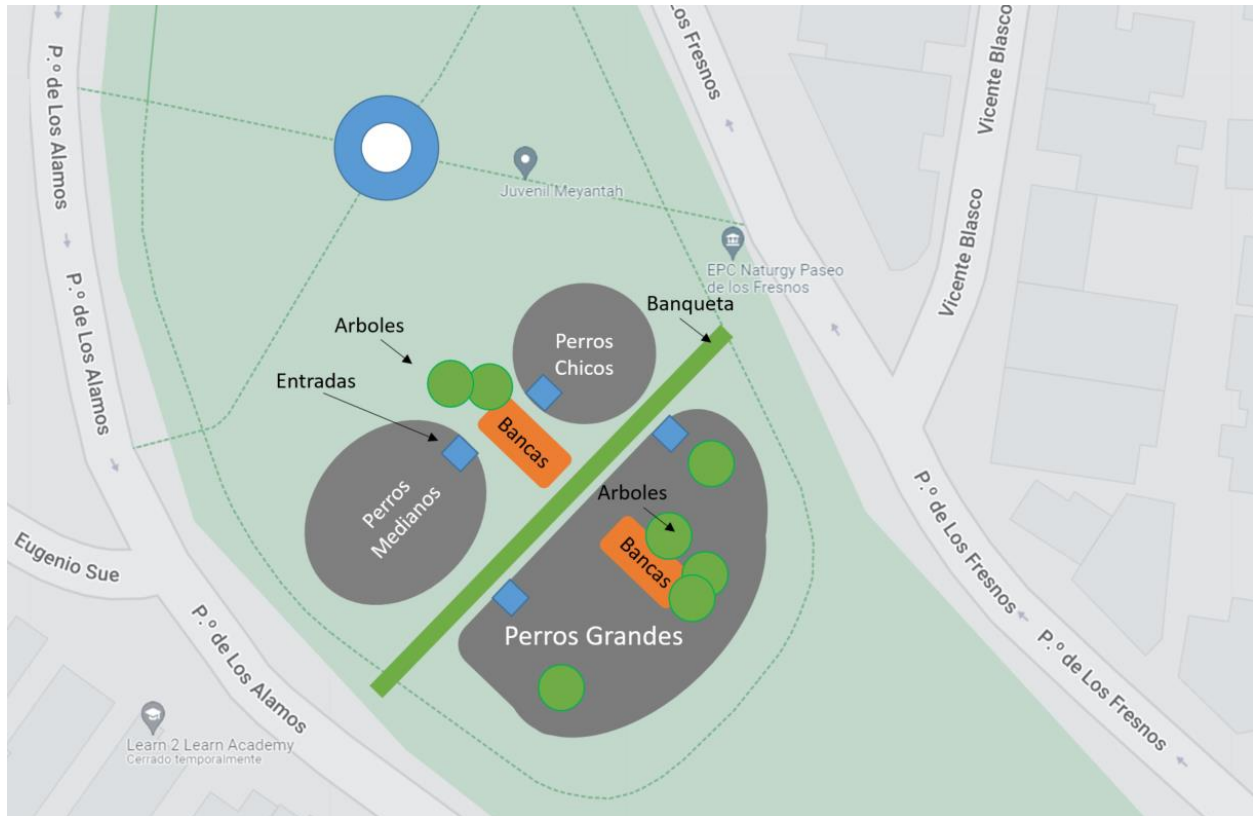 P.º de Los Alamos
P.º de Los Alamos
Los Fresnos
Vicente Blasco
Vicente Blasco
Juvenil Meyantah
EPC Naturgy Paseo
de los Fresnos
Banqueta
Arboles
Perros
Chicos
Entradas
Bancas
Perros
Medianos
Arboles
Bancas
Perros Grandes
Eugenio Sue
P.º de Los Alamos
P.º de Los Fresnos
P.º de Los Fresnos
Learn 2 Learn Academy
Cerrado temporalmente